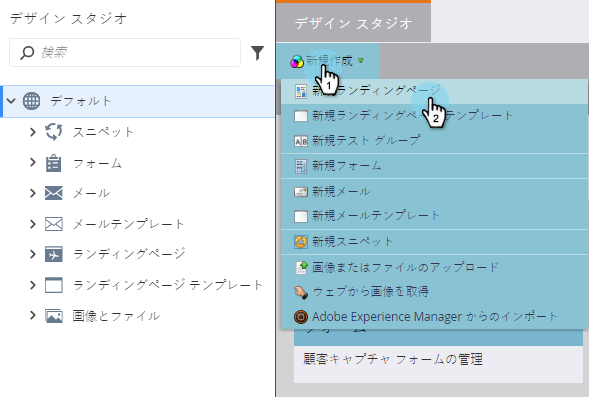 デザイン スタジオ
検索
デフォルト
スニペット
フォーム
メール
メールテンプレート
ランディングページ
ランディングページ テンプレート
画像とファイル
デザイン スタジオ
新規作成
1
新規ランディングページ
2
新規ランディングページ テンプレート
新規テスト グループ
新規フォーム
新規メール
新規メールテンプレート
新規スニペット
画像またはファイルのアップロード
ウェブから画像を取得
Adobe Experience Manager からのインポート
フォーム
顧客キャプチャ フォームの管理